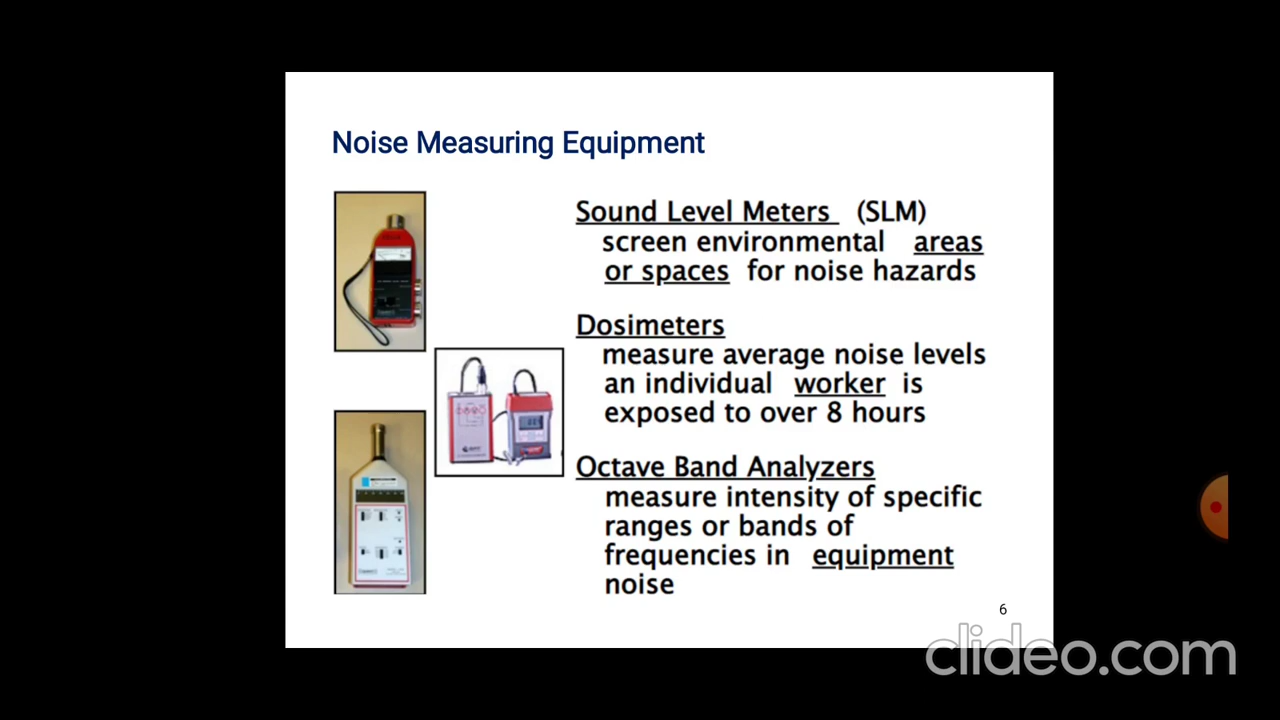 Noise Measuring Equipment
Sound Level Meters (SLM)
screen environmental areas
or spaces for noise hazards
Dosimeters
measure average noise levels
an individual worker is
exposed to over 8 hours
Octave Band Analyzers
measure intensity of specific
ranges or bands of
frequencies in equipment
noise
6
clideo.com